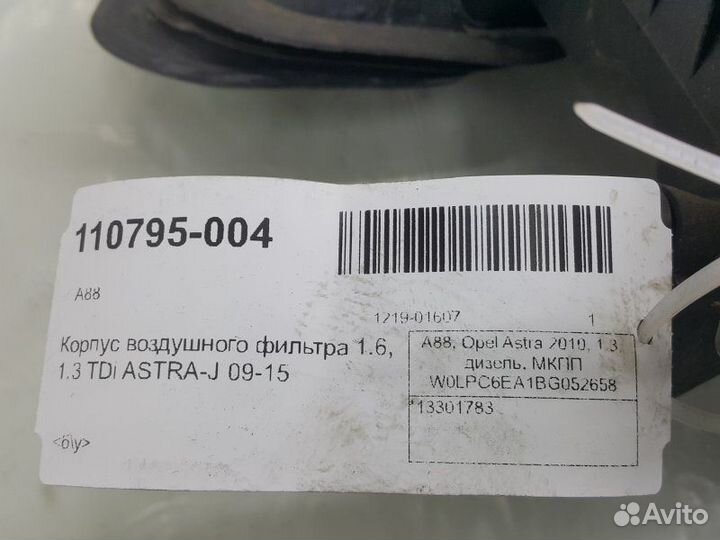 110795-004
A88
1219-01607 1
Корпус воздушного фильтра 1.6,
1.3 TDi ASTRA-J 09-15
A88, Opel Astra 2010, 1.3,
дизель, МКПП
W0LPC6EA1BG052658
13301783
<б/у>
Avito